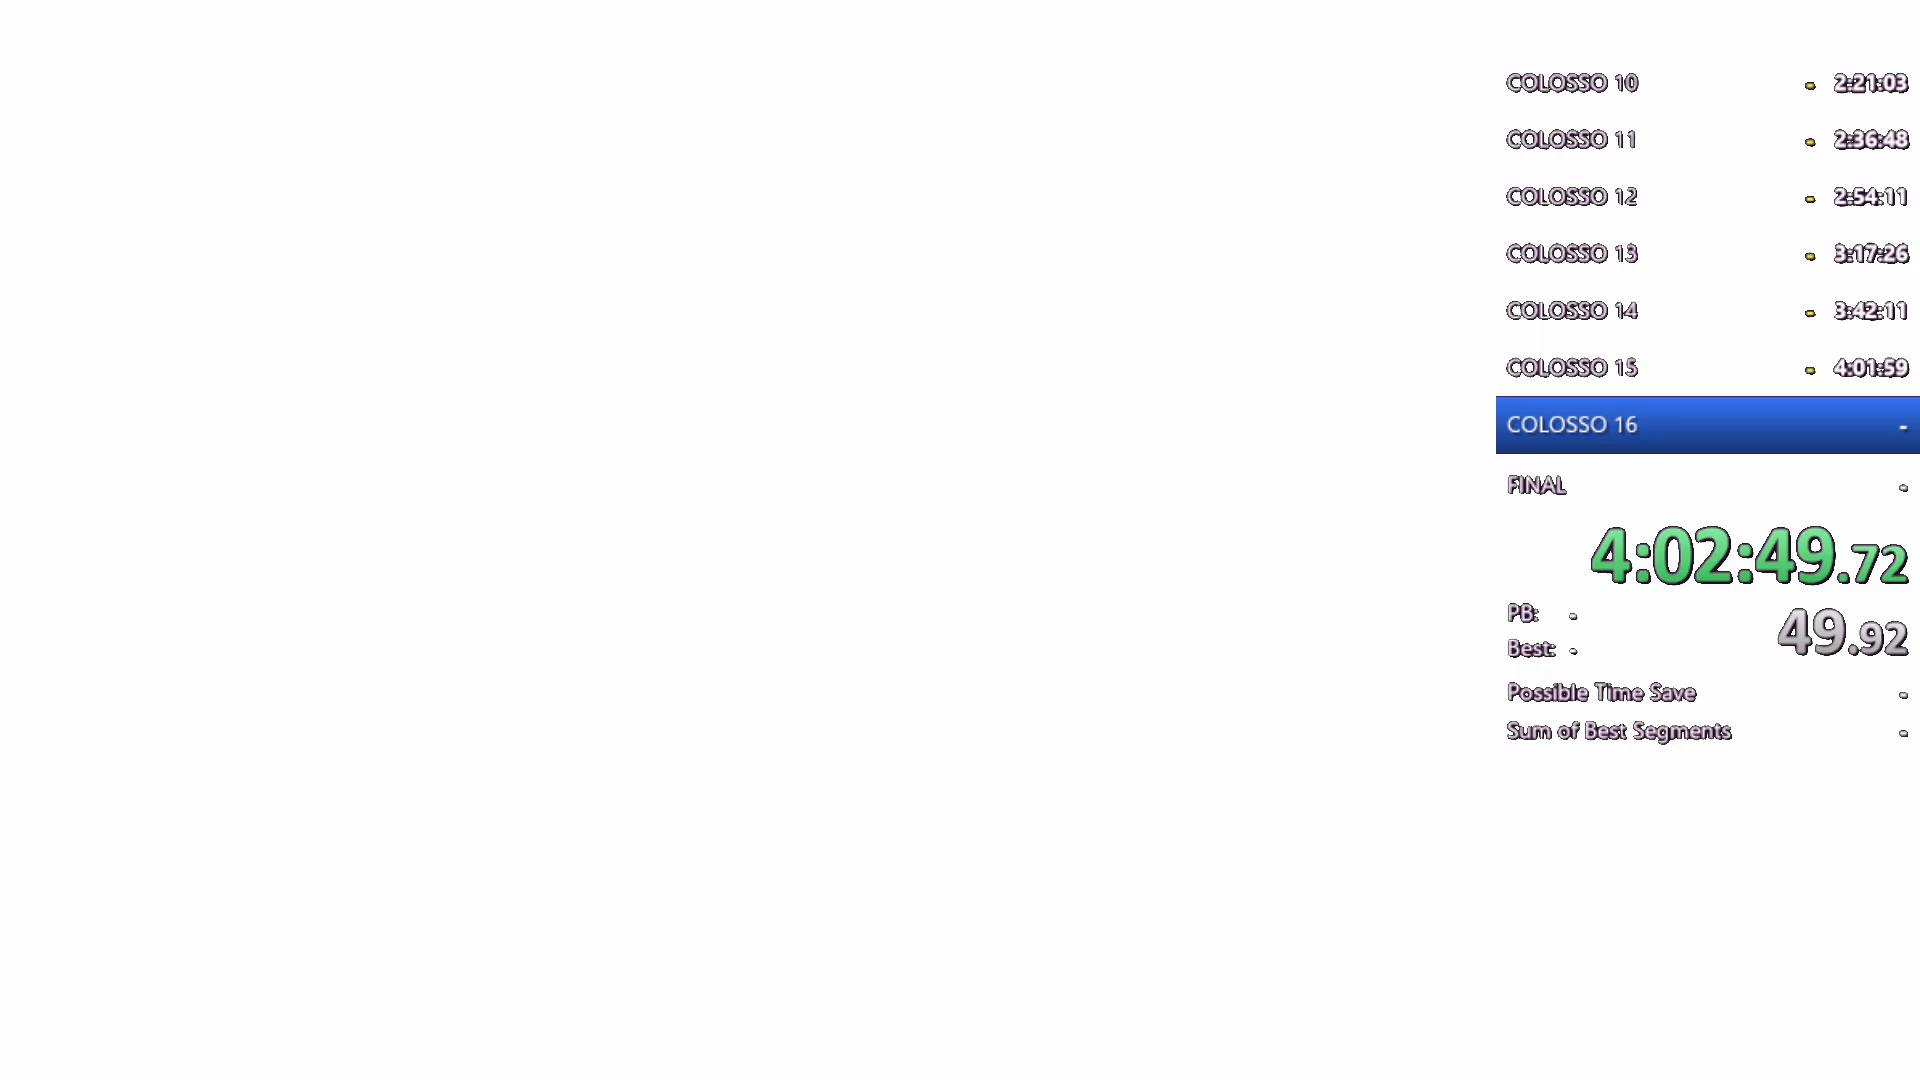 COLOSSO 10 - 2:21:03
COLOSSO 11 - 2:36:48
COLOSSO 12 - 2:54:11
COLOSSO 13 - 3:17:26
COLOSSO 14 - 3:42:11
COLOSSO 15 - 4:01:59
COLOSSO 16 -
FINAL -
4:02:49.72
PB: - 49.92
Best: -
Possible Time Save -
Sum of Best Segments -